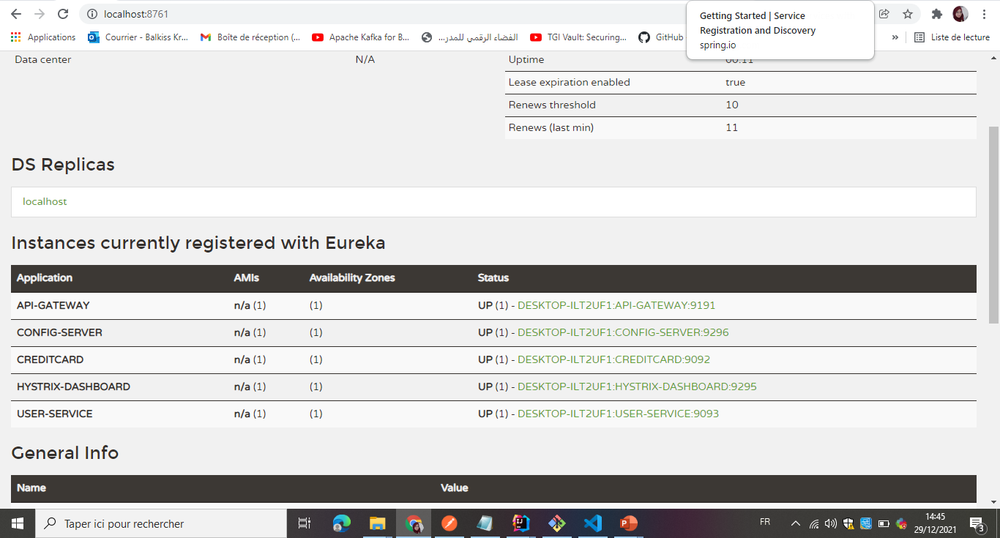 localhost:8761
Getting Started | Service
Registration and Discovery
spring.io
Applications
Courrier - Balkiss Kr...
Boîte de réception (...
Apache Kafka for B...
الفضاء الرقمي للمدر...
TGI Vault: Securing...
GitHub
»
Liste de lecture
Data center N/A
Uptime 00:11
Lease expiration enabled true
Renews threshold 10
Renews (last min) 11
DS Replicas
localhost
Instances currently registered with Eureka
Application AMIs Availability Zones Status
API-GATEWAY n/a (1) (1) UP (1) - DESKTOP-ILT2UF1:API-GATEWAY:9191
CONFIG-SERVER n/a (1) (1) UP (1) - DESKTOP-ILT2UF1:CONFIG-SERVER:9296
CREDITCARD n/a (1) (1) UP (1) - DESKTOP-ILT2UF1:CREDITCARD:9092
HYSTRIX-DASHBOARD n/a (1) (1) UP (1) - DESKTOP-ILT2UF1:HYSTRIX-DASHBOARD:9295
USER-SERVICE n/a (1) (1) UP (1) - DESKTOP-ILT2UF1:USER-SERVICE:9093
General Info
Name Value
Taper ici pour rechercher
FR
14:45
29/12/2021
3